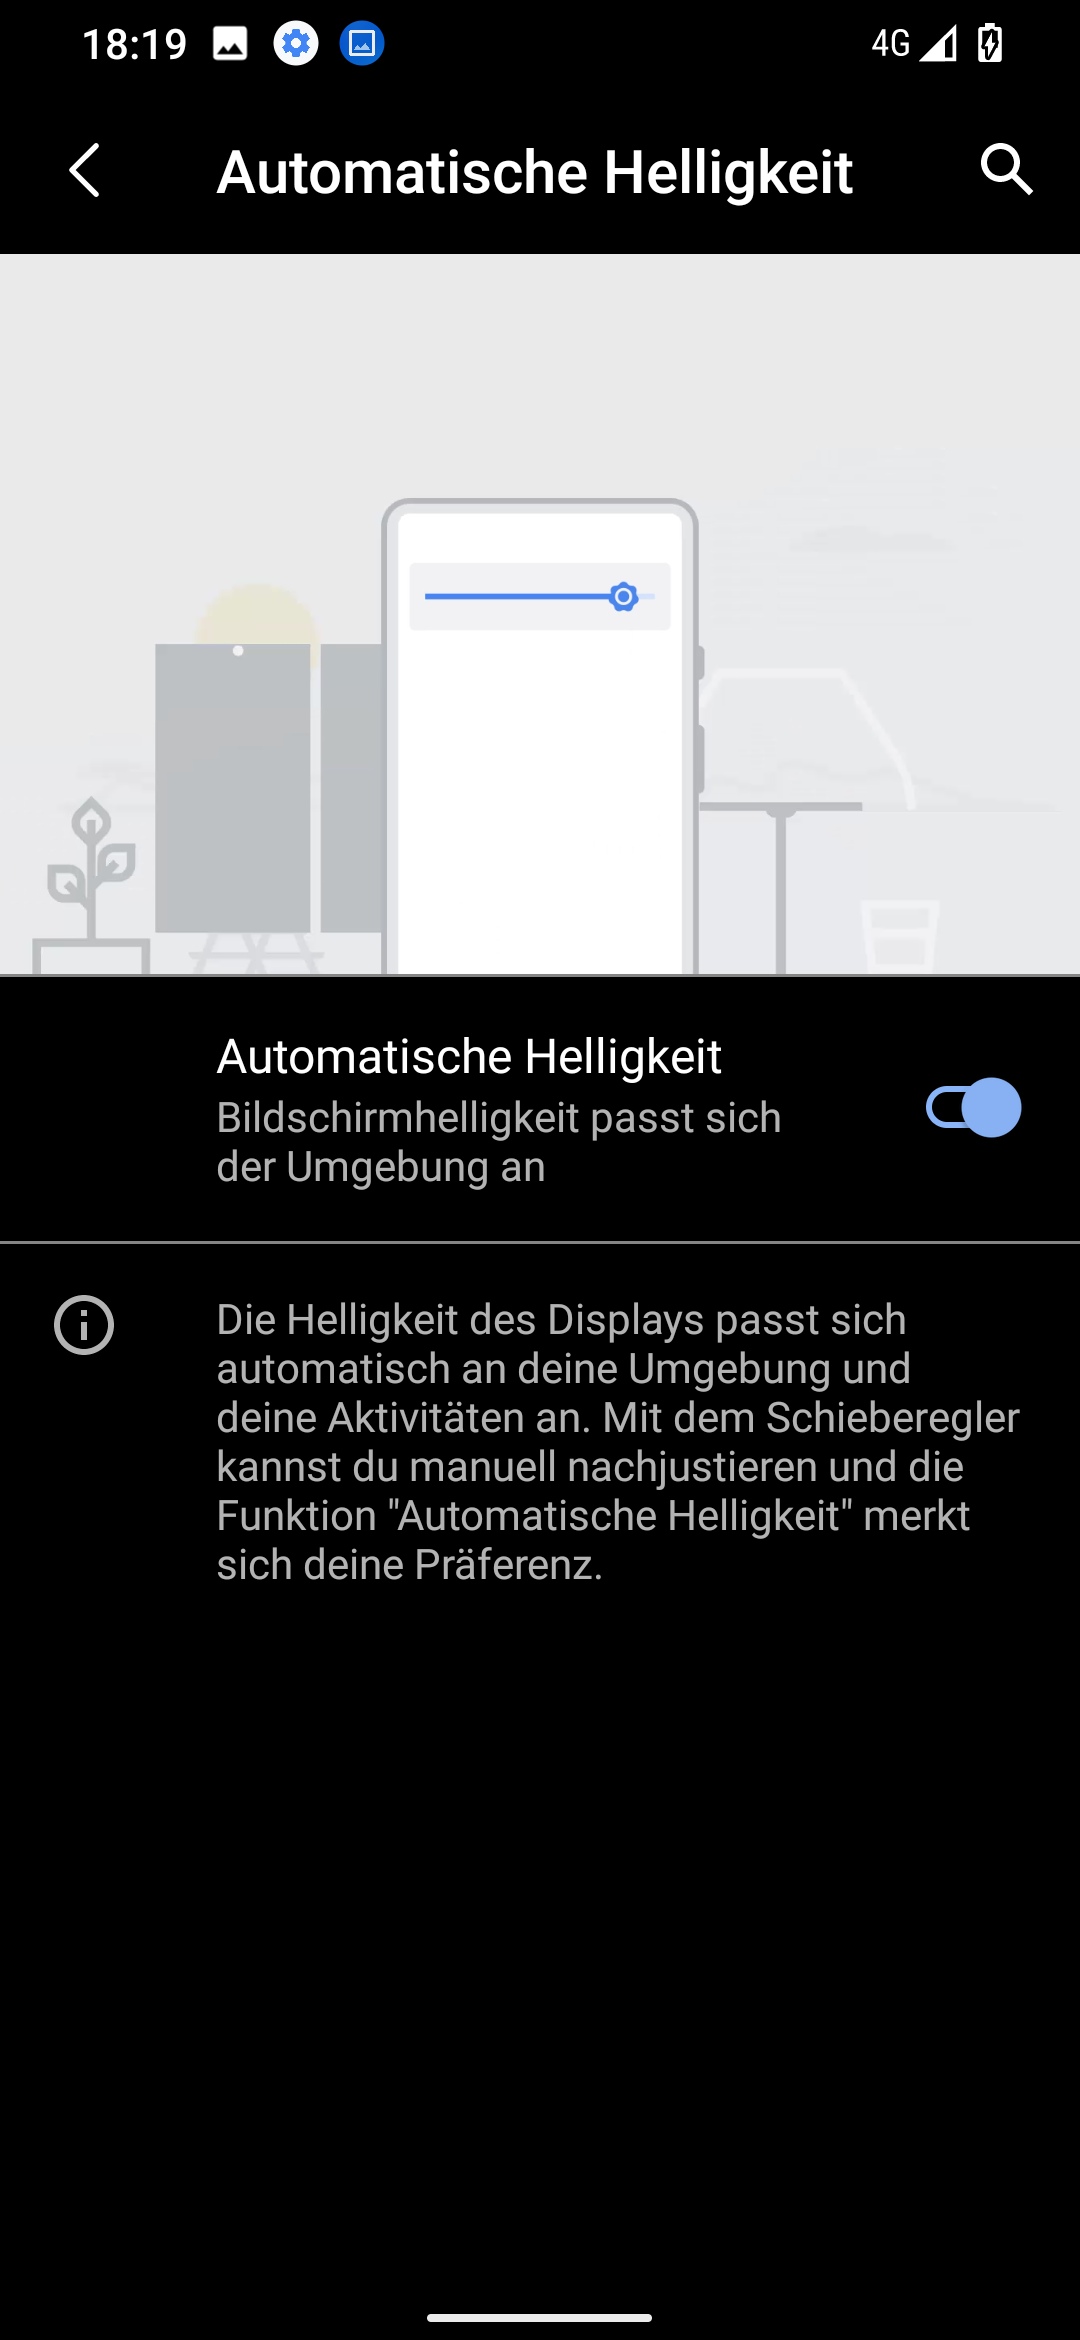 18:19
4G
Automatische Helligkeit
Automatische Helligkeit
Bildschirmhelligkeit passt sich
der Umgebung an
Die Helligkeit des Displays passt sich
automatisch an deine Umgebung und
deine Aktivitäten an. Mit dem Schieberegler
kannst du manuell nachjustieren und die
Funktion "Automatische Helligkeit" merkt
sich deine Präferenz.